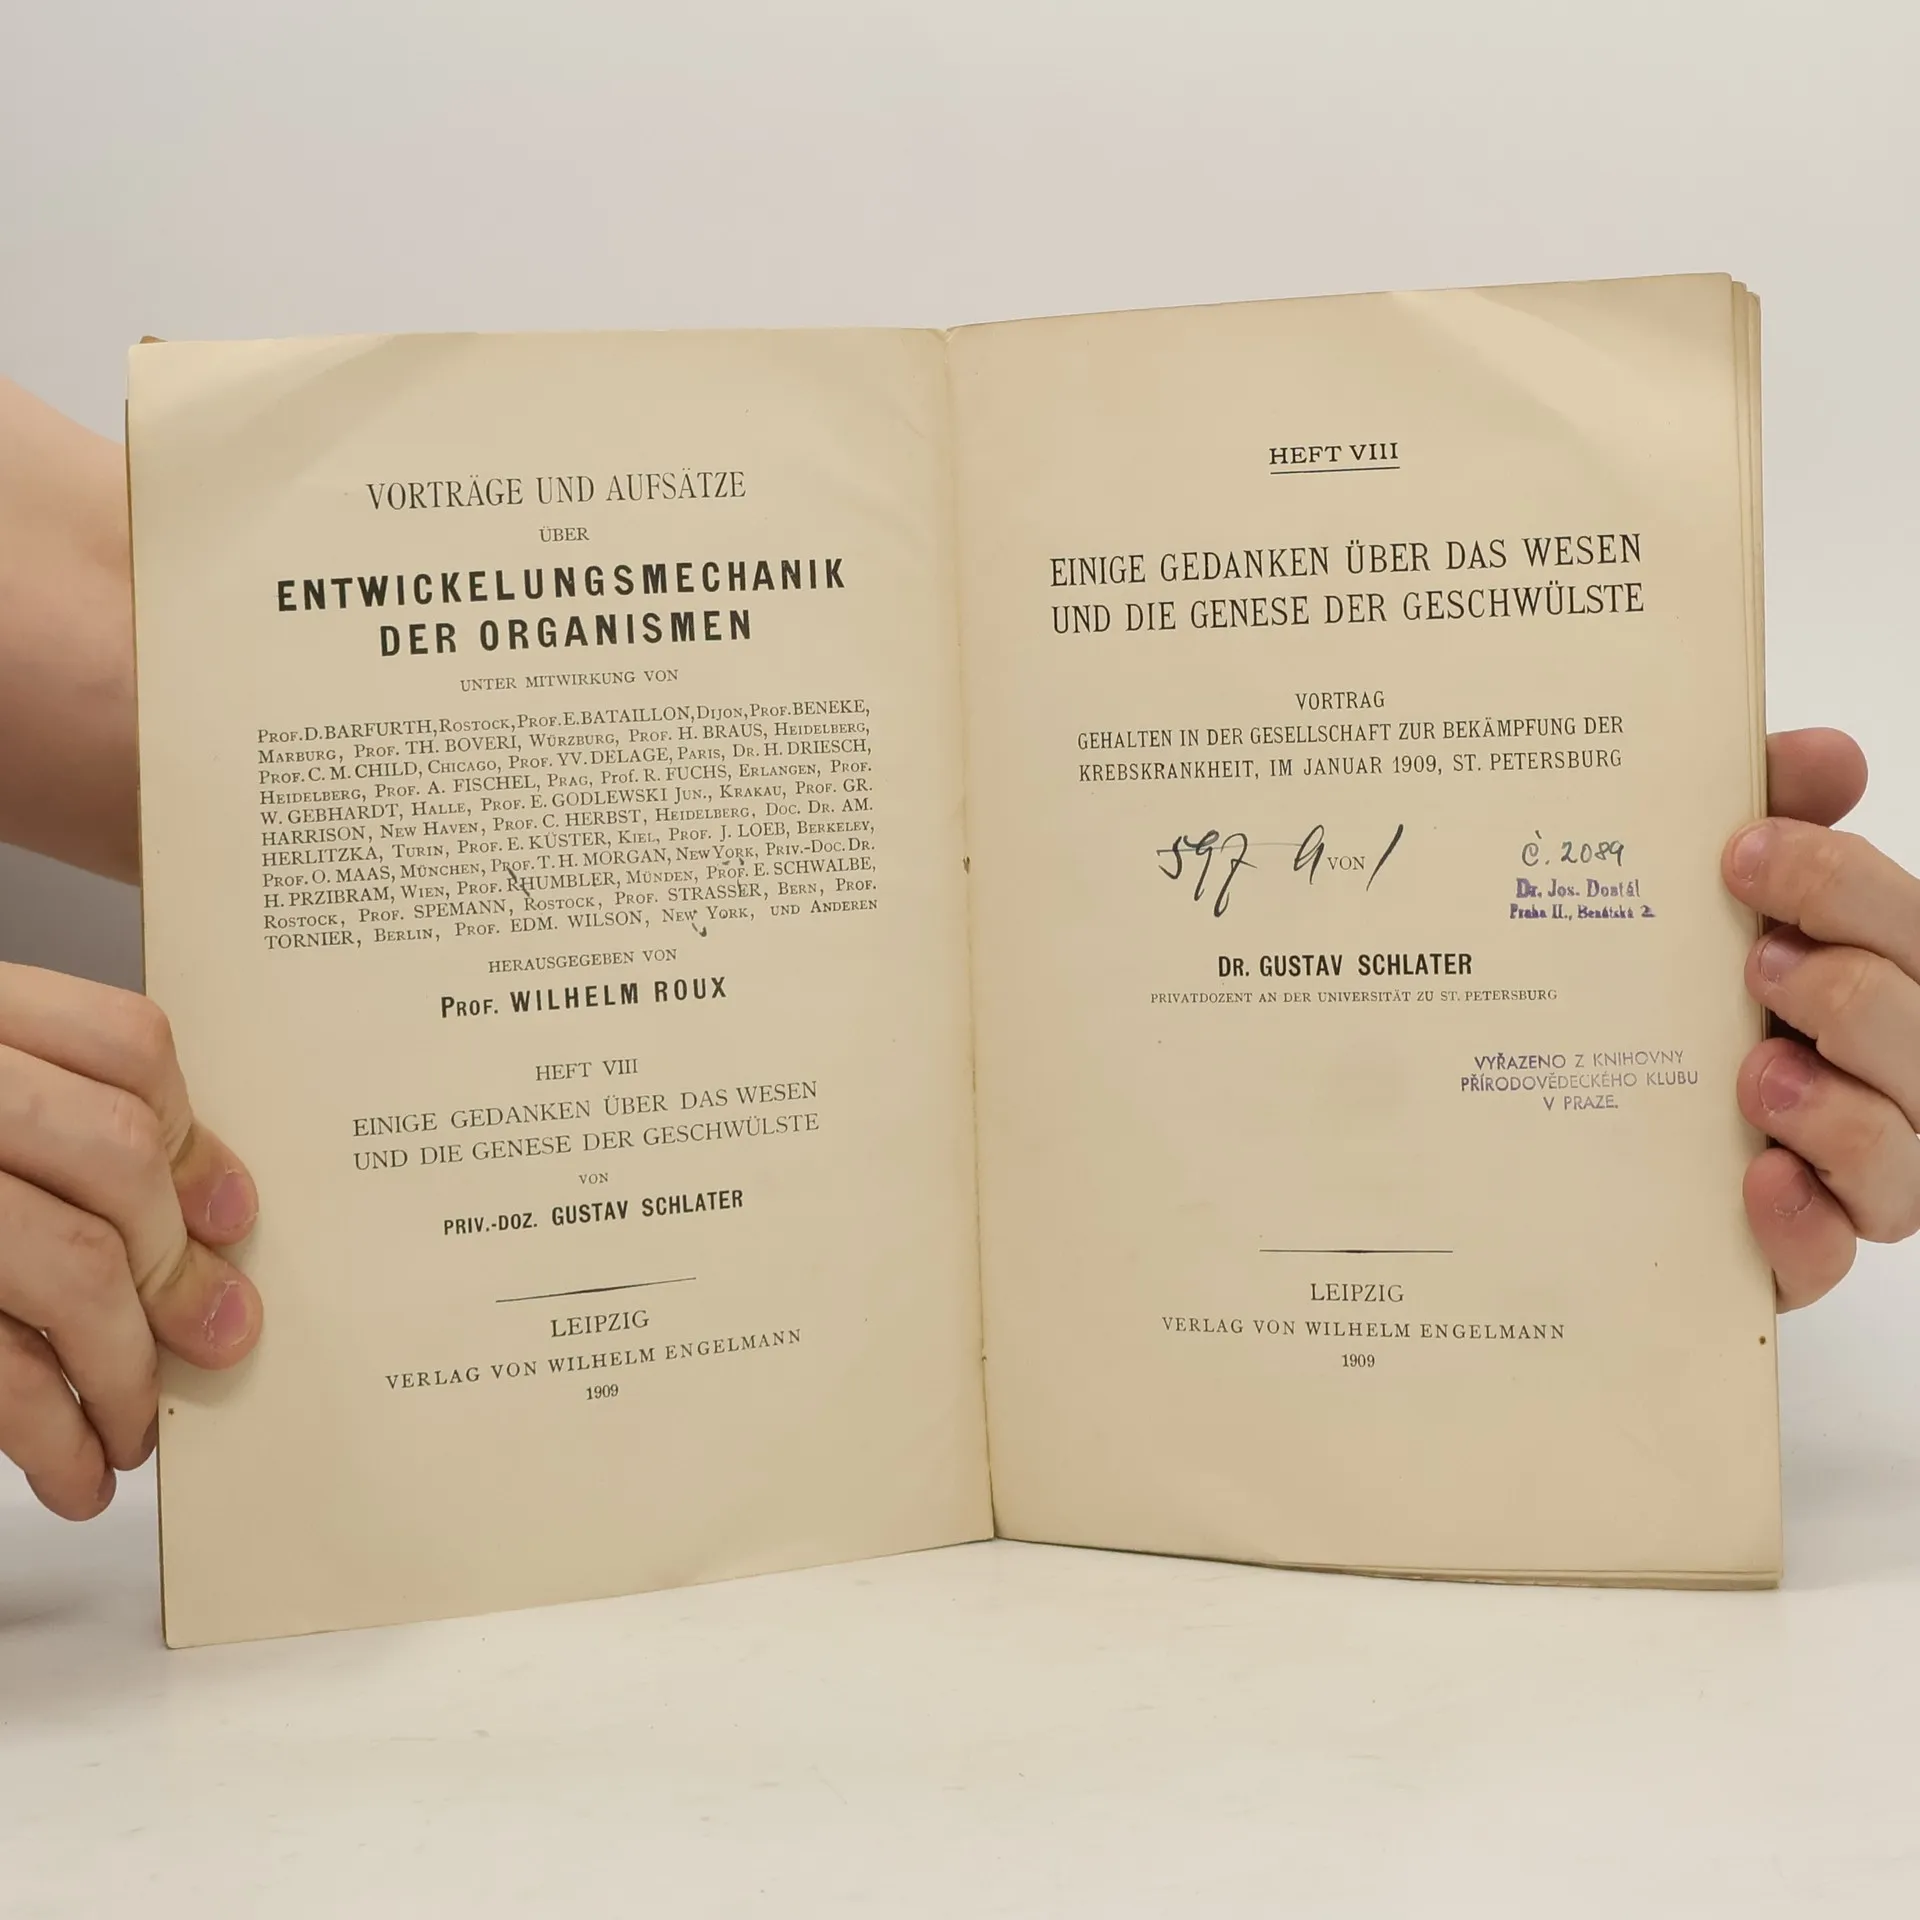 VORTRÄGE UND AUFSÄTZE
ÜBER
ENTWICKELUNGSMECHANIK
DER ORGANISMEN
UNTER MITWIRKUNG VON
PROF. D. BARFURTH, ROSTOCK, PROF. E. BATAILLON, DIJON, PROF. BENEKE,
MARBURG, PROF. TH. BOVERI, WÜRZBURG, PROF. H. BRAUS, HEIDELBERG,
PROF. C. M. CHILD, CHICAGO, PROF. YV. DELAGE, PARIS, DR. H. DRIESCH,
HEIDELBERG, PROF. A. FISCHEL, PRAG, Prof. R. FUCHS, ERLANGEN, PROF.
W. GEBHARDT, HALLE, PROF. E. GODLEWSKI JUN., KRAKAU, PROF. GR.
HARRISON, NEW HAVEN, PROF. C. HERBST, HEIDELBERG, DOC. DR. AM.
HERLITZKA, TURIN, PROF. E. KÜSTER, KIEL, PROF. J. LOEB, BERKELEY,
PROF. O. MAAS, MÜNCHEN, PROF. T. H. MORGAN, NEW YORK, PRIV.-DOC. DR.
H. PRZIBRAM, WIEN, PROF. RHUMBLER, MÜNDEN, PROF. E. SCHWALBE,
ROSTOCK, PROF. SPEMANN, ROSTOCK, PROF. STRASSER, BERN, PROF.
TORNIER, BERLIN, PROF. EDM. WILSON, NEW YORK, UND ANDEREN
HERAUSGEGEBEN VON
PROF. WILHELM ROUX
HEFT VIII
EINIGE GEDANKEN ÜBER DAS WESEN
UND DIE GENESE DER GESCHWÜLSTE
VON
PRIV.-DOZ. GUSTAV SCHLATER
LEIPZIG
VERLAG VON WILHELM ENGELMANN
1909
HEFT VIII
EINIGE GEDANKEN ÜBER DAS WESEN
UND DIE GENESE DER GESCHWÜLSTE
VORTRAG
GEHALTEN IN DER GESELLSCHAFT ZUR BEKÄMPFUNG DER
KREBSKRANKHEIT, IM JANUAR 1909, ST. PETERSBURG
597
VON
č. 2089
Dr. Jos. Dostál
Praha II., Benátská 2
DR. GUSTAV SCHLATER
PRIVATDOZENT AN DER UNIVERSITÄT ZU ST. PETERSBURG
VYŘAZENO Z KNIHOVNY
PŘÍRODOVĚDECKÉHO KLUBU
V PRAZE.
LEIPZIG
VERLAG VON WILHELM ENGELMANN
1909